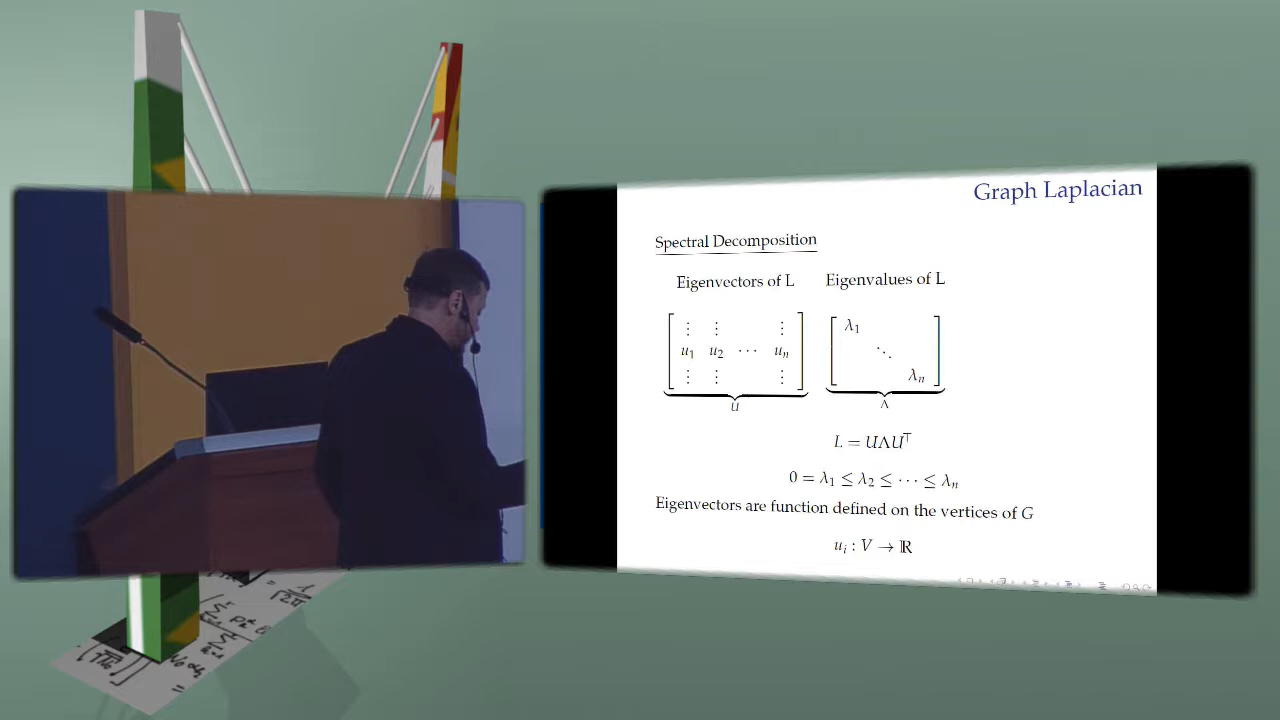 Graph Laplacian
Spectral Decomposition
Eigenvectors of L Eigenvalues of L
⋮ ⋮ ⋮ λ₁
u₁ u₂ ⋯ uₙ ⋱
⋮ ⋮ ⋮ λₙ
U Λ
L = UΛU⊤
0 = λ₁ ≤ λ₂ ≤ ⋯ ≤ λₙ
Eigenvectors are function defined on the vertices of G
uᵢ : V → ℝ